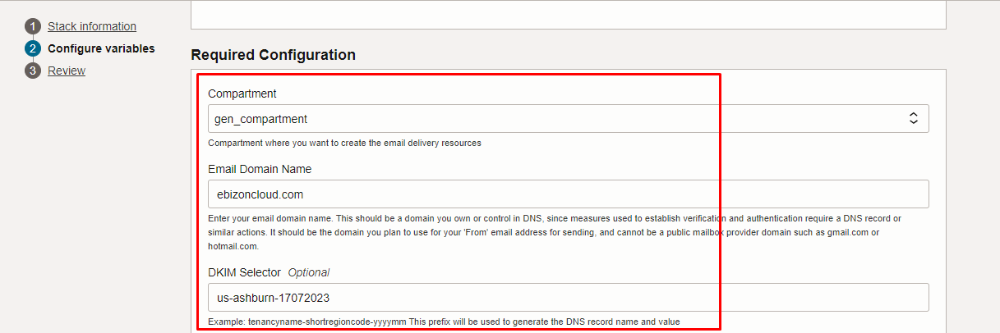 1 Stack information
2 Configure variables
3 Review
Required Configuration
Compartment
gen_compartment
Compartment where you want to create the email delivery resources
Email Domain Name
ebizoncloud.com
Enter your email domain name. This should be a domain you own or control in DNS, since measures used to establish verification and authentication require a DNS record or
similar actions. It should be the domain you plan to use for your 'From' email address for sending, and cannot be a public mailbox provider domain such as gmail.com or
hotmail.com.
DKIM Selector Optional
us-ashburn-17072023
Example: tenancyname-shortregioncode-yyyymm This prefix will be used to generate the DNS record name and value